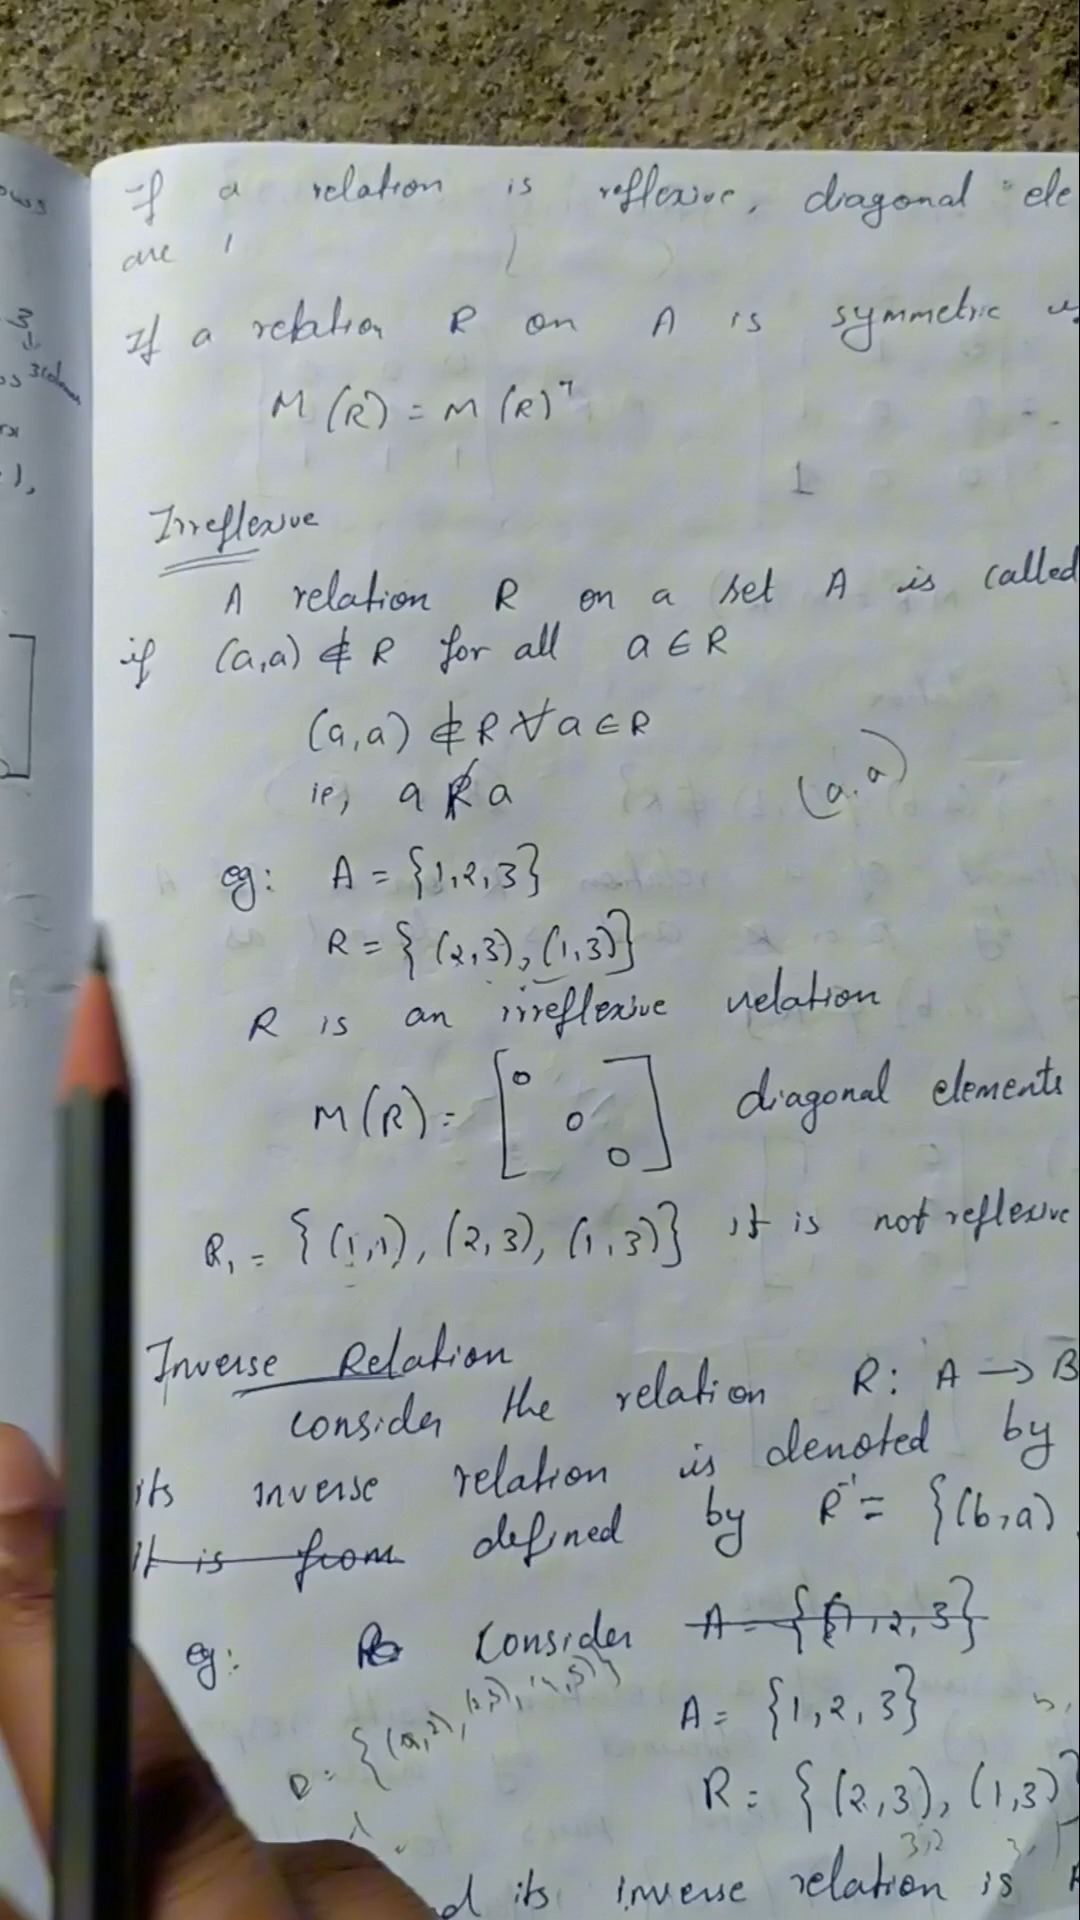 If a relation is reflexive, diagonal ele
are 1
If a relation R on A is symmetric
M(R) = M(R)ᵀ
1
Irreflexive
A relation R on a set A is called
if (a,a) ∉ R for all a ∈ R
(a,a) ∉ R ∀ a ∈ R
ie, a R̸ a
(a,a)
eg: A = {1,2,3}
R = {(2,3), (1,3)}
R is an irreflexive relation
M(R) = [0 0 0] diagonal elements
R₁ = {(1,1), (2,3), (1,3)} it is not reflexive
Inverse Relation
consider the relation R: A → B
its inverse relation is denoted by
it is from defined by R⁻¹ = {(b,a)
eg: Consider A = {1,2,3}
A = {1,2,3}
R = {(2,3), (1,3)}
3,2
its inverse relation is